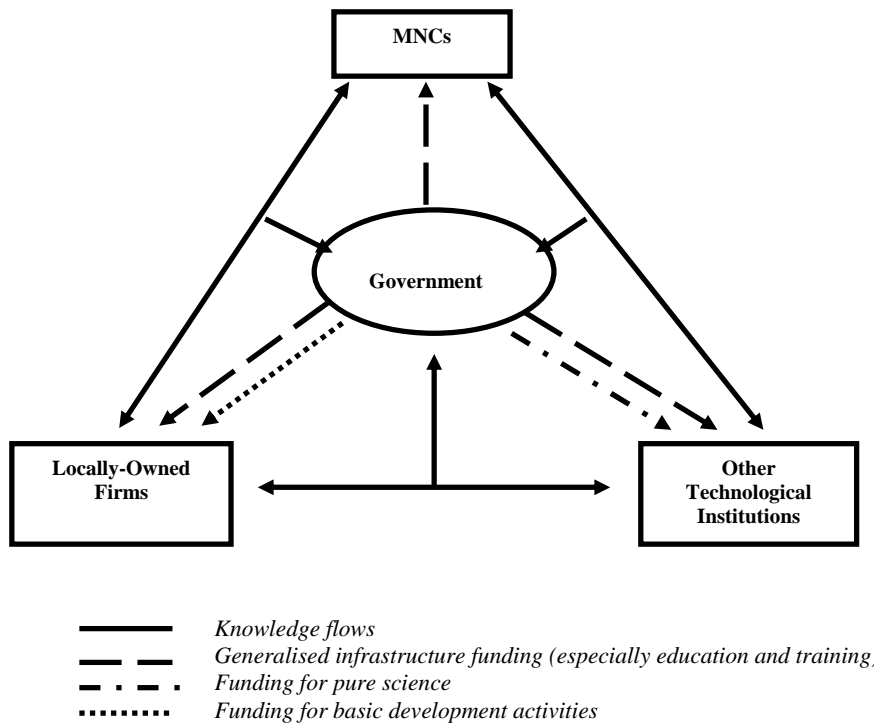 MNCs
Government
Locally-Owned
Firms
Other
Technological
Institutions
Knowledge flows
Generalised infrastructure funding (especially education and training
Funding for pure science
Funding for basic development activities